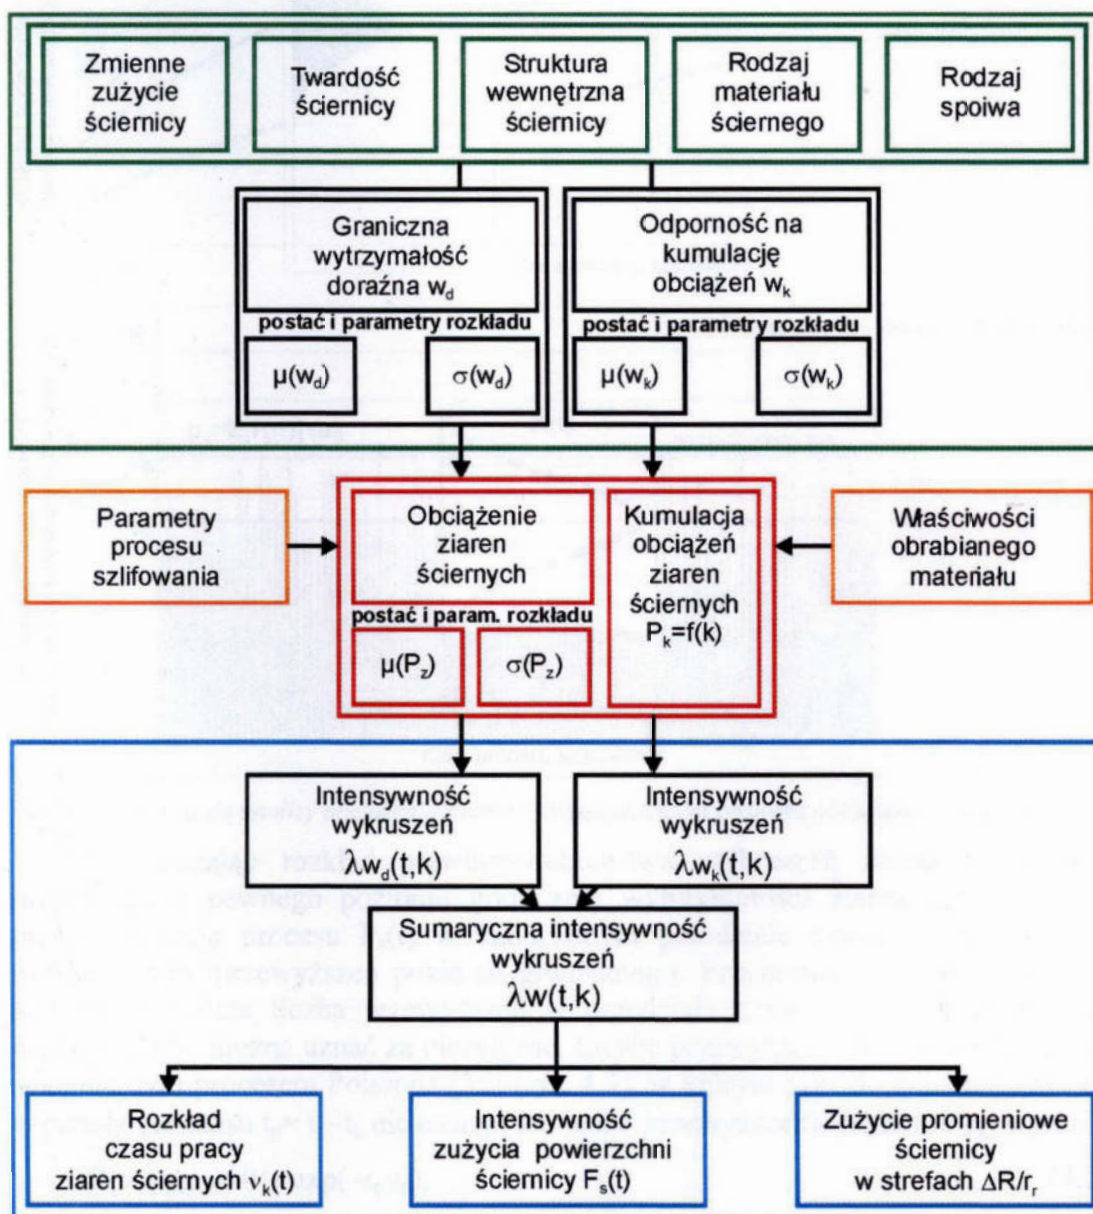 Zmienne
zużycie
ściernicy
Twardość
ściernicy
Struktura
wewnętrzna
ściernicy
Rodzaj
materiału
ściernego
Rodzaj
spoiwa
Graniczna
wytrzymałość
doraźna w_d
postać i parametry rozkładu
μ(w_d)
σ(w_d)
Odporność na
kumulację
obciążeń w_k
postać i parametry rozkładu
μ(w_k)
σ(w_k)
Parametry
procesu
szlifowania
Obciążenie
ziaren
ściernych
postać i param. rozkładu
μ(P_z)
σ(P_z)
Kumulacja
obciążeń
ziaren
ściernych
P_k=f(k)
Właściwości
obrabianego
materiału
Intensywność
wykruszeń
λw_d(t,k)
Intensywność
wykruszeń
λw_k(t,k)
Sumaryczna intensywność
wykruszeń
λw(t,k)
Rozkład
czasu pracy
ziaren ściernych ν_k(t)
Intensywność
zużycia powierzchni
ściernicy F_s(t)
Zużycie promieniowe
ściernicy
w strefach ΔR/r_r